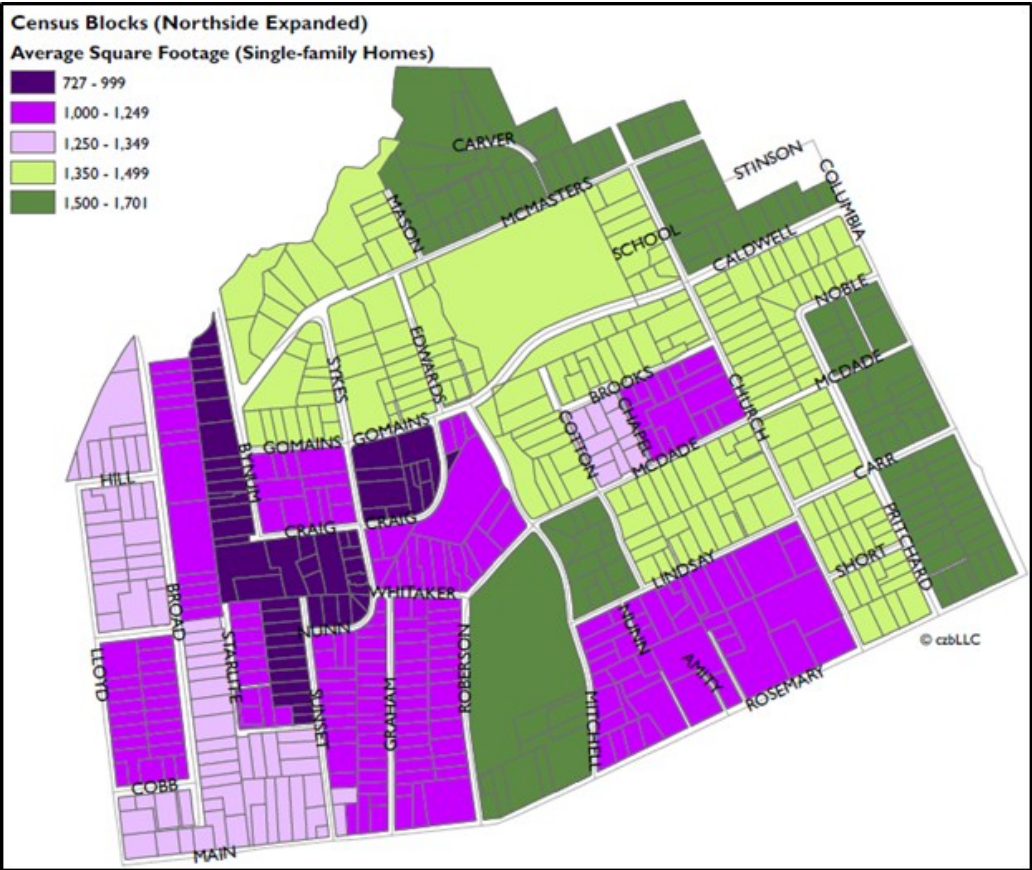 Census Blocks (Northside Expanded)
Average Square Footage (Single-family Homes)
727 - 999
1,000 - 1,249
1,250 - 1,349
1,350 - 1,499
1,500 - 1,701
CARVER
STINSON
COLUMBIA
MASON
MCMASTERS
SCHOOL
CALDWELL
NOBLE
SYKES
EDWARDS
MCDADE
BROOKS
CHURCH
CHAPEL
COTTON
MCDADE
GOMAINS
GOMAINS
BYNUM
HILL
CARR
CRAIG
CRAIG
PRITCHARD
SHORT
LINDSAY
WHITAKER
BROAD
NUNN
NUNN
STARLITE
LLOYD
ROBERSON
AMITY
ROSEMARY
© czbLLC
SUNSET
GRAHAM
MITCHELL
COBB
MAIN